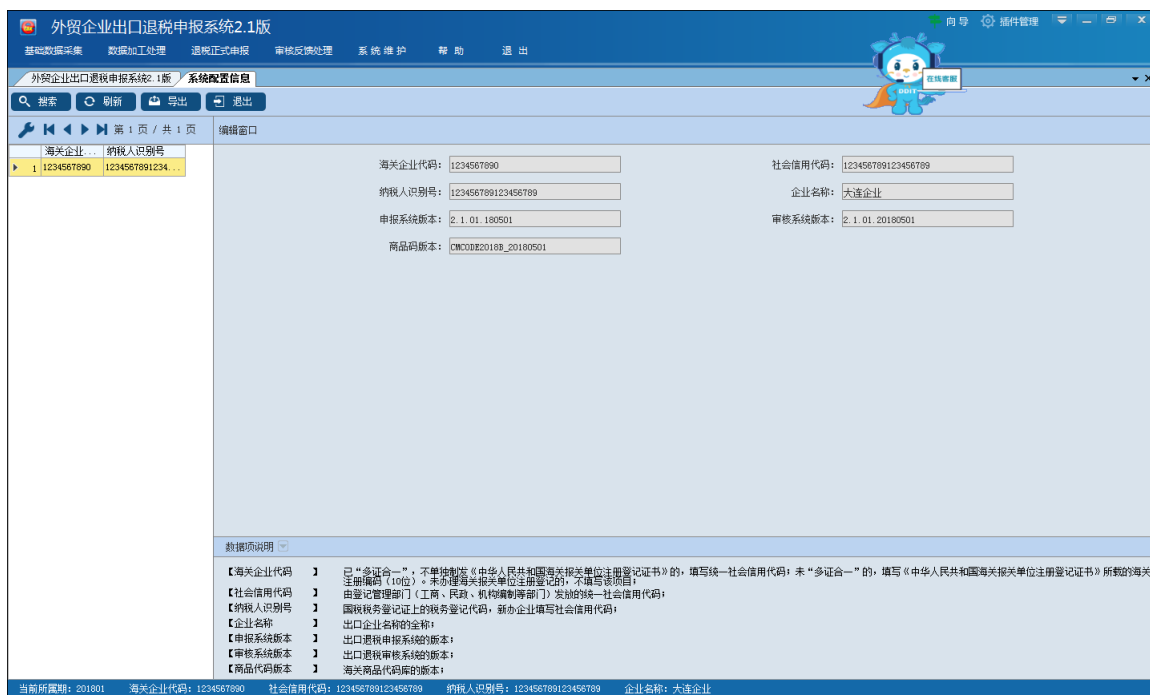 外贸企业出口退税申报系统2.1版
向导 插件管理
基础数据采集 数据加工处理 退税正式申报 审核反馈处理 系统维护 帮助 退出
在线客服
DDIT
外贸企业出口退税申报系统2.1版 系统配置信息
搜索 刷新 导出 退出
第 1 页 / 共 1 页 编辑窗口
海关企业... 纳税人识别号
1 1234567890 1234567891234...
海关企业代码: 1234567890 社会信用代码: 123456789123456789
纳税人识别号: 123456789123456789 企业名称: 大连企业
申报系统版本: 2.1.01.180501 审核系统版本: 2.1.01.20180501
商品码版本: CMCODE2018B_20180501
数据项说明
【海关企业代码 】 已“多证合一”,不单独制发《中华人民共和国海关报关单位注册登记证书》的,填写统一社会信用代码;未“多证合一”的,填写《中华人民共和国海关报关单位注册登记证书》所载的海关
注册编码(10位)。未办理海关报关单位注册登记的,不填写该项目;
【社会信用代码 】 由登记管理部门(工商、民政、机构编制等部门)发放的统一社会信用代码;
【纳税人识别号 】 国税税务登记证上的税务登记代码,新办企业填写社会信用代码;
【企业名称 】 出口企业名称的全称;
【申报系统版本 】 出口退税申报系统的版本;
【审核系统版本 】 出口退税审核系统的版本;
【商品代码版本 】 海关商品代码库的版本;
当前所属期: 201801 海关企业代码: 1234567890 社会信用代码: 123456789123456789 纳税人识别号: 123456789123456789 企业名称: 大连企业